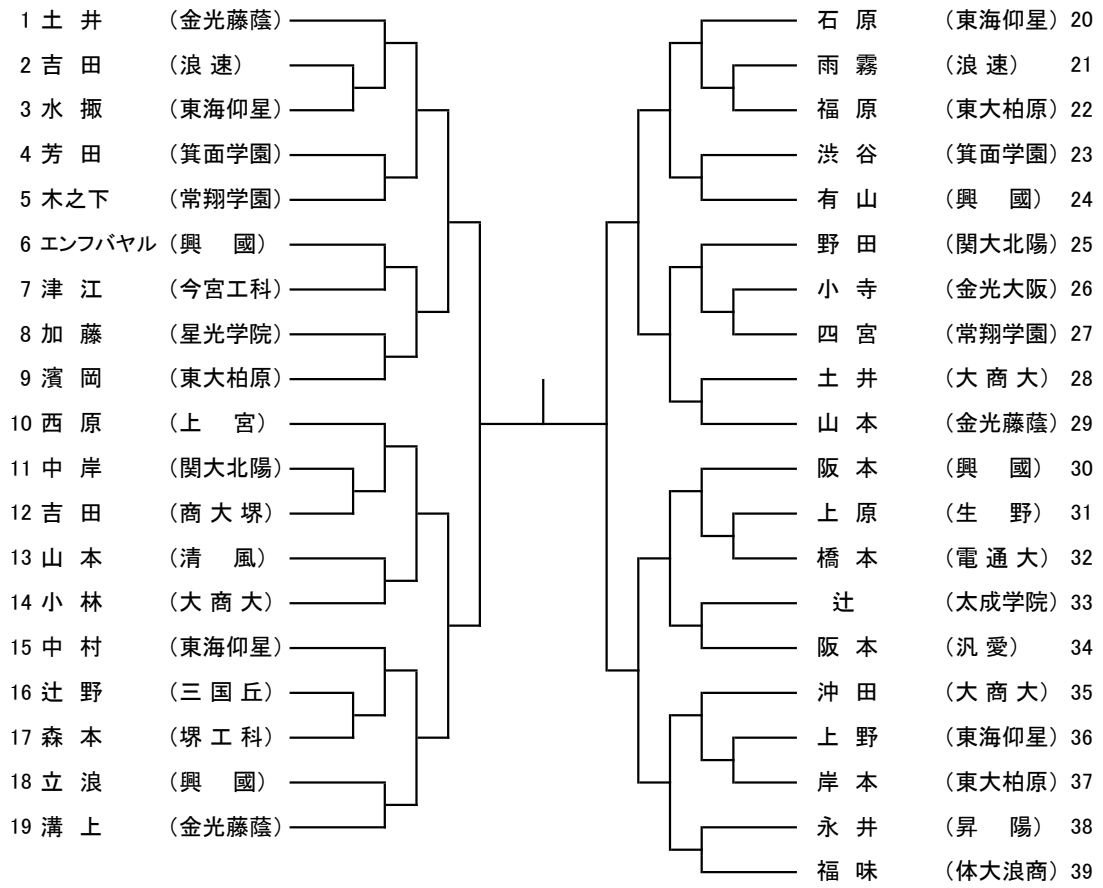 1 土 井 （金光藤蔭）
2 吉 田 （浪 速）
3 水 掫 （東海仰星）
4 芳 田 （箕面学園）
5 木之下 （常翔学園）
6 エンフバヤル （興 國）
7 津 江 （今宮工科）
8 加 藤 （星光学院）
9 濱 岡 （東大柏原）
10 西 原 （上 宮）
11 中 岸 （関大北陽）
12 吉 田 （商 大 堺）
13 山 本 （清 風）
14 小 林 （大 商 大）
15 中 村 （東海仰星）
16 辻 野 （三 国 丘）
17 森 本 （堺 工 科）
18 立 浪 （興 國）
19 溝 上 （金光藤蔭）
石 原 （東海仰星） 20
雨 霧 （浪 速） 21
福 原 （東大柏原） 22
渋 谷 （箕面学園） 23
有 山 （興 國） 24
野 田 （関大北陽） 25
小 寺 （金光大阪） 26
四 宮 （常翔学園） 27
土 井 （大 商 大） 28
山 本 （金光藤蔭） 29
阪 本 （興 國） 30
上 原 （生 野） 31
橋 本 （電 通 大） 32
辻 （太成学院） 33
阪 本 （汎 愛） 34
沖 田 （大 商 大） 35
上 野 （東海仰星） 36
岸 本 （東大柏原） 37
永 井 （昇 陽） 38
福 味 （体大浪商） 39